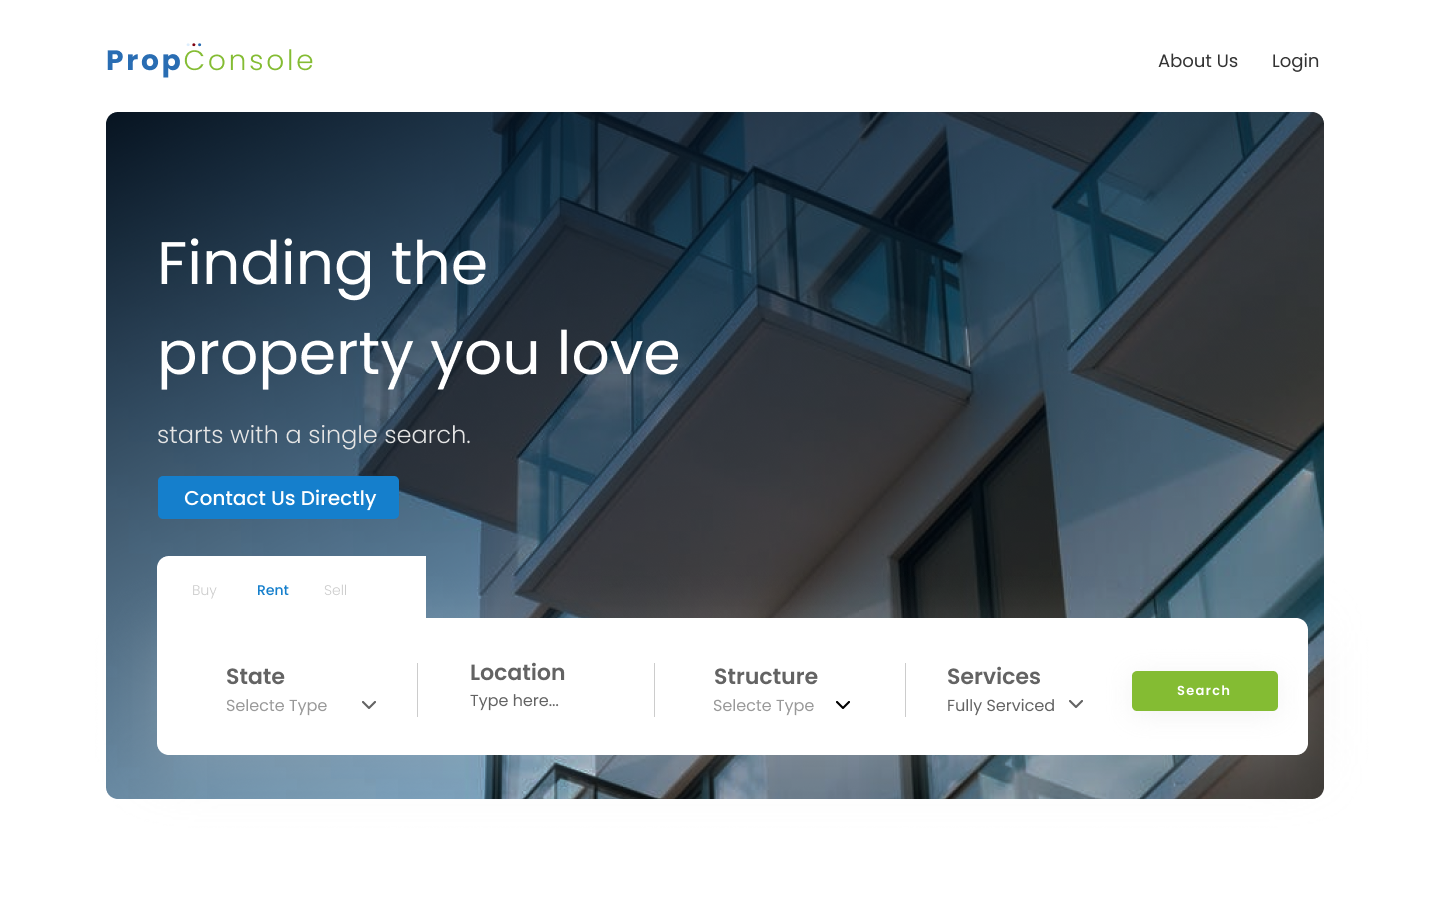 PropConsole
About Us Login
Finding the
property you love
starts with a single search.
Contact Us Directly
Buy Rent Sell
State
Selecte Type
Location
Type here...
Structure
Selecte Type
Services
Fully Serviced
Search